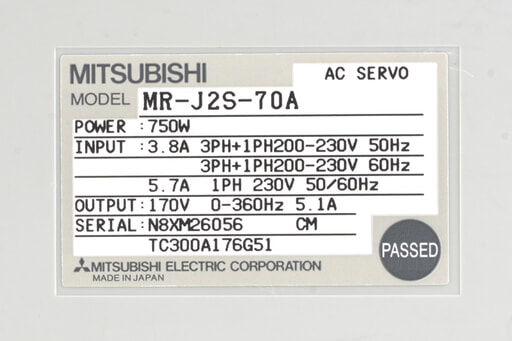 MITSUBISHI AC SERVO
MODEL MR-J2S-70A
POWER :750W
INPUT :3.8A 3PH+1PH200-230V 50Hz
3PH+1PH200-230V 60Hz
5.7A 1PH 230V 50/60Hz
OUTPUT:170V 0-360Hz 5.1A
SERIAL:N8XM26056 CM
TC300A176G51
PASSED
MITSUBISHI ELECTRIC CORPORATION
MADE IN JAPAN